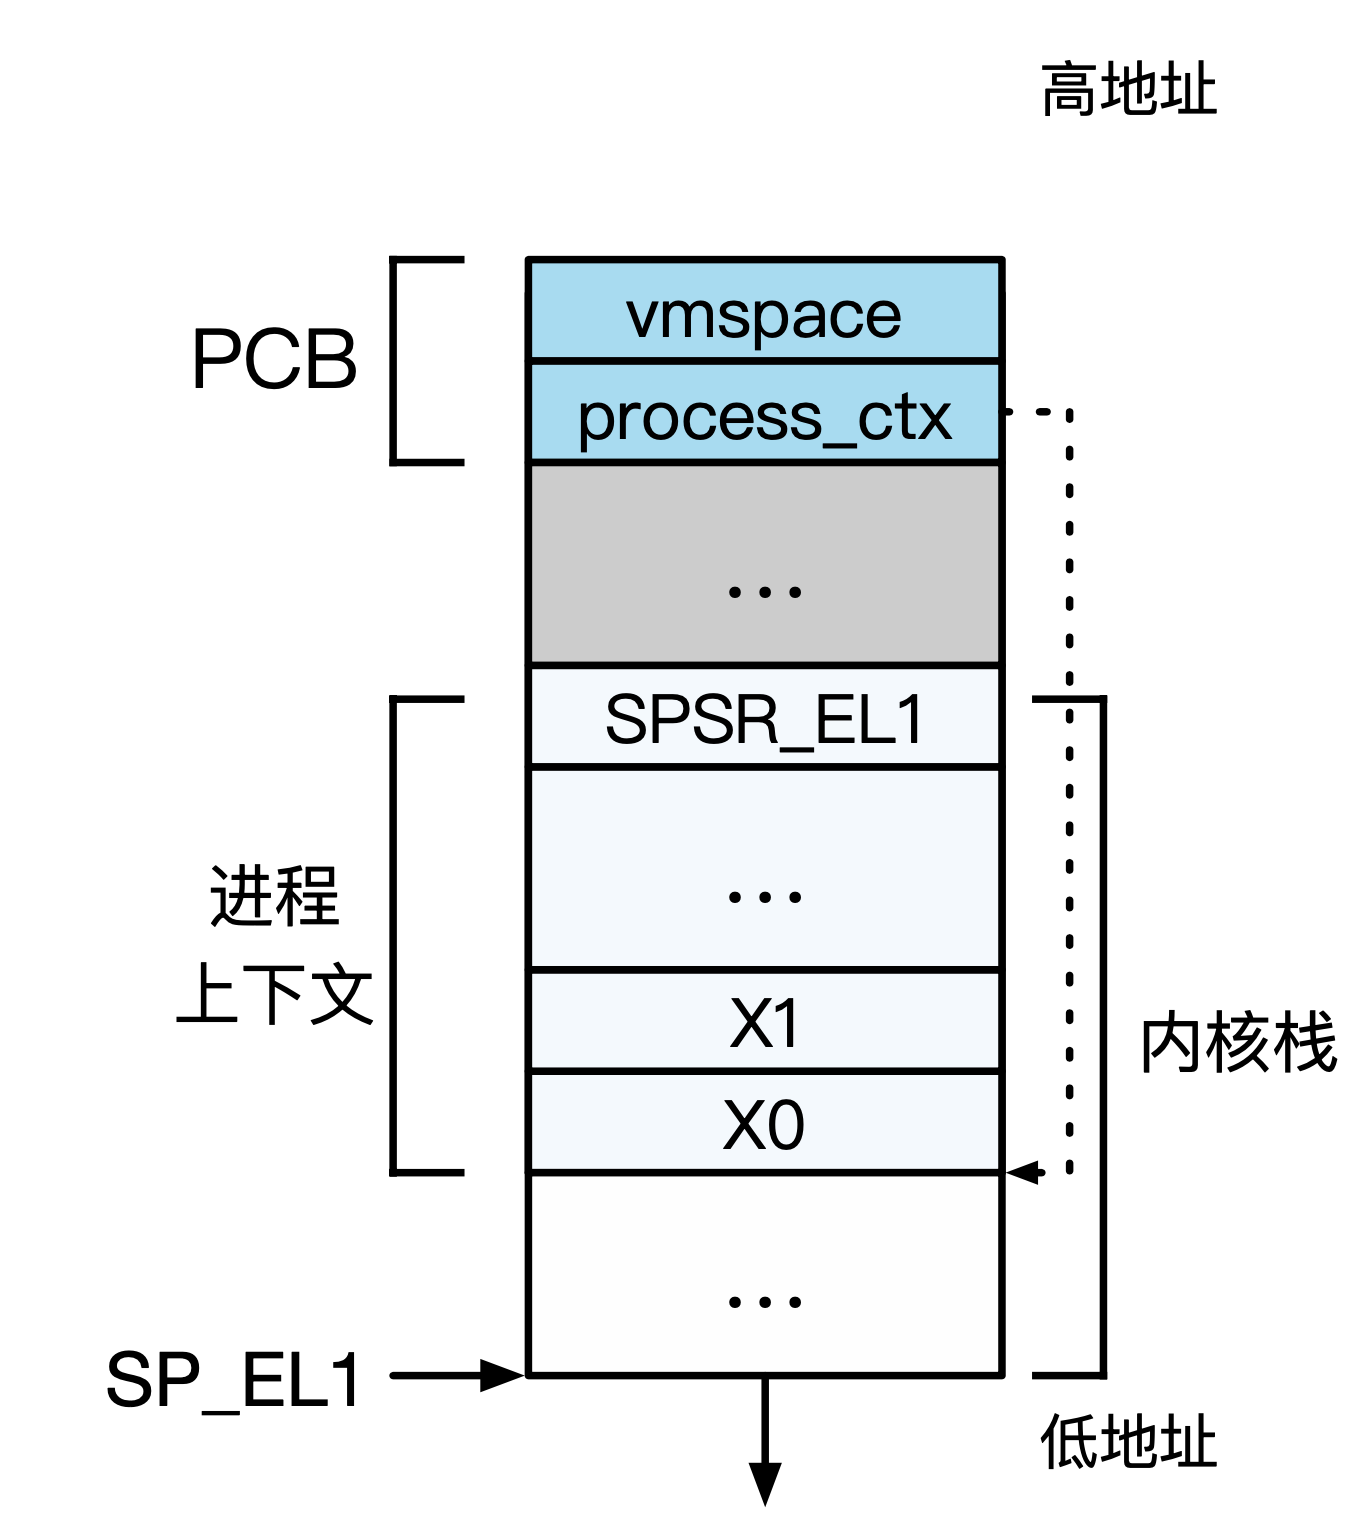 高地址
vmspace
PCB
process_ctx
...
SPSR_EL1
进程
上下文
...
X1
内核栈
X0
...
SP_EL1
低地址